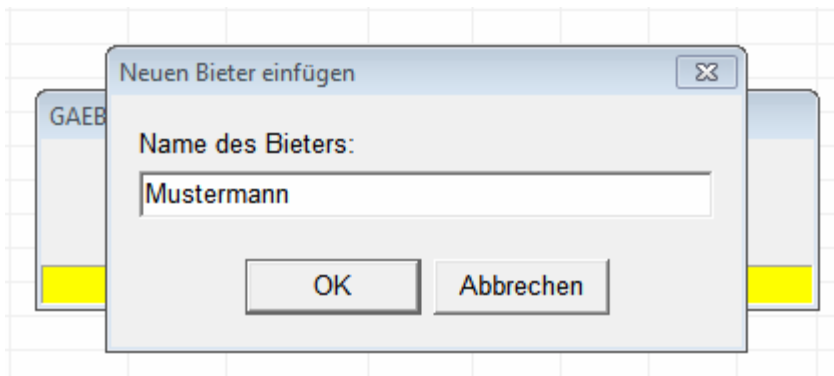 Neuen Bieter einfügen
GAEB
Name des Bieters:
Mustermann
OK
Abbrechen